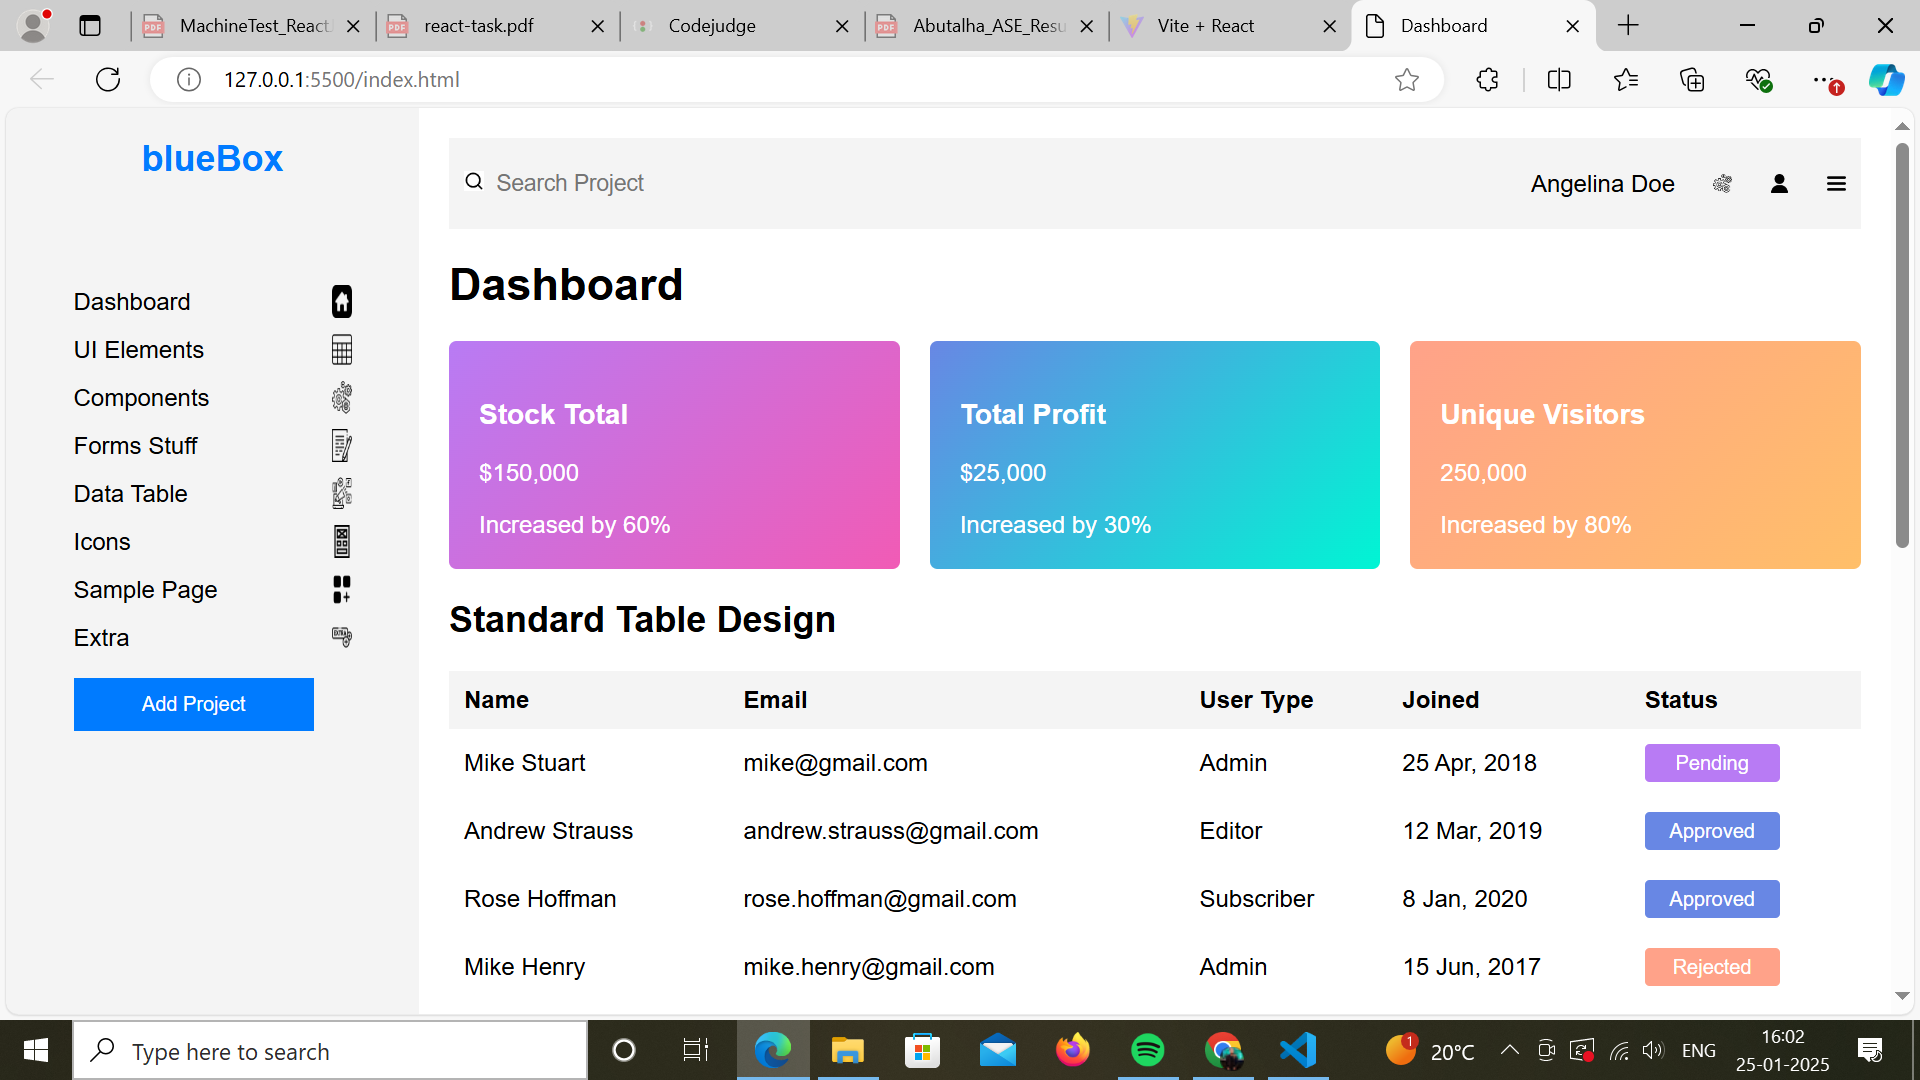 MachineTest_React. react-task.pdf Codejudge Abutalha_ASE_Resu Vite + React Dashboard
127.0.0.1:5500/index.html
blueBox
Search Project
Angelina Doe
Dashboard
UI Elements
Components
Forms Stuff
Data Table
Icons
Sample Page
Extra
Add Project
Dashboard
Stock Total
$150,000
Increased by 60%
Total Profit
$25,000
Increased by 30%
Unique Visitors
250,000
Increased by 80%
Standard Table Design
Name Email User Type Joined Status
Mike Stuart mike@gmail.com Admin 25 Apr, 2018 Pending
Andrew Strauss andrew.strauss@gmail.com Editor 12 Mar, 2019 Approved
Rose Hoffman rose.hoffman@gmail.com Subscriber 8 Jan, 2020 Approved
Mike Henry mike.henry@gmail.com Admin 15 Jun, 2017 Rejected
Type here to search
1
20°C
ENG
16:02
25-01-2025